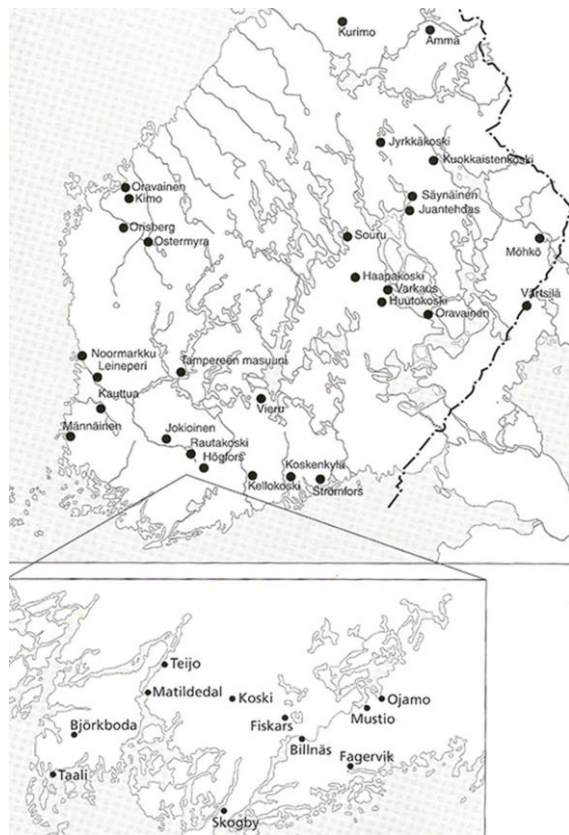 Kurimo
Ämmä
Jyrkkäkoski
Kuokkaistenkoski
Oravainen
Kimo
Säynäinen
Juantehdas
Orisberg
Östermyra
Souru
Möhkö
Haapakoski
Varkaus
Huutokoski
Oravainen
Värtsilä
Noormarkku
Leineperi
Tampereen masuuni
Kauttua
Vieru
Männäinen
Jokioinen
Rautakoski
Högfors
Koskenkylä
Kellokoski
Strömfors
Teijo
Matildedal
Koski
Ojamo
Mustio
Fiskars
Björkboda
Billnäs
Fagervik
Taali
Skogby